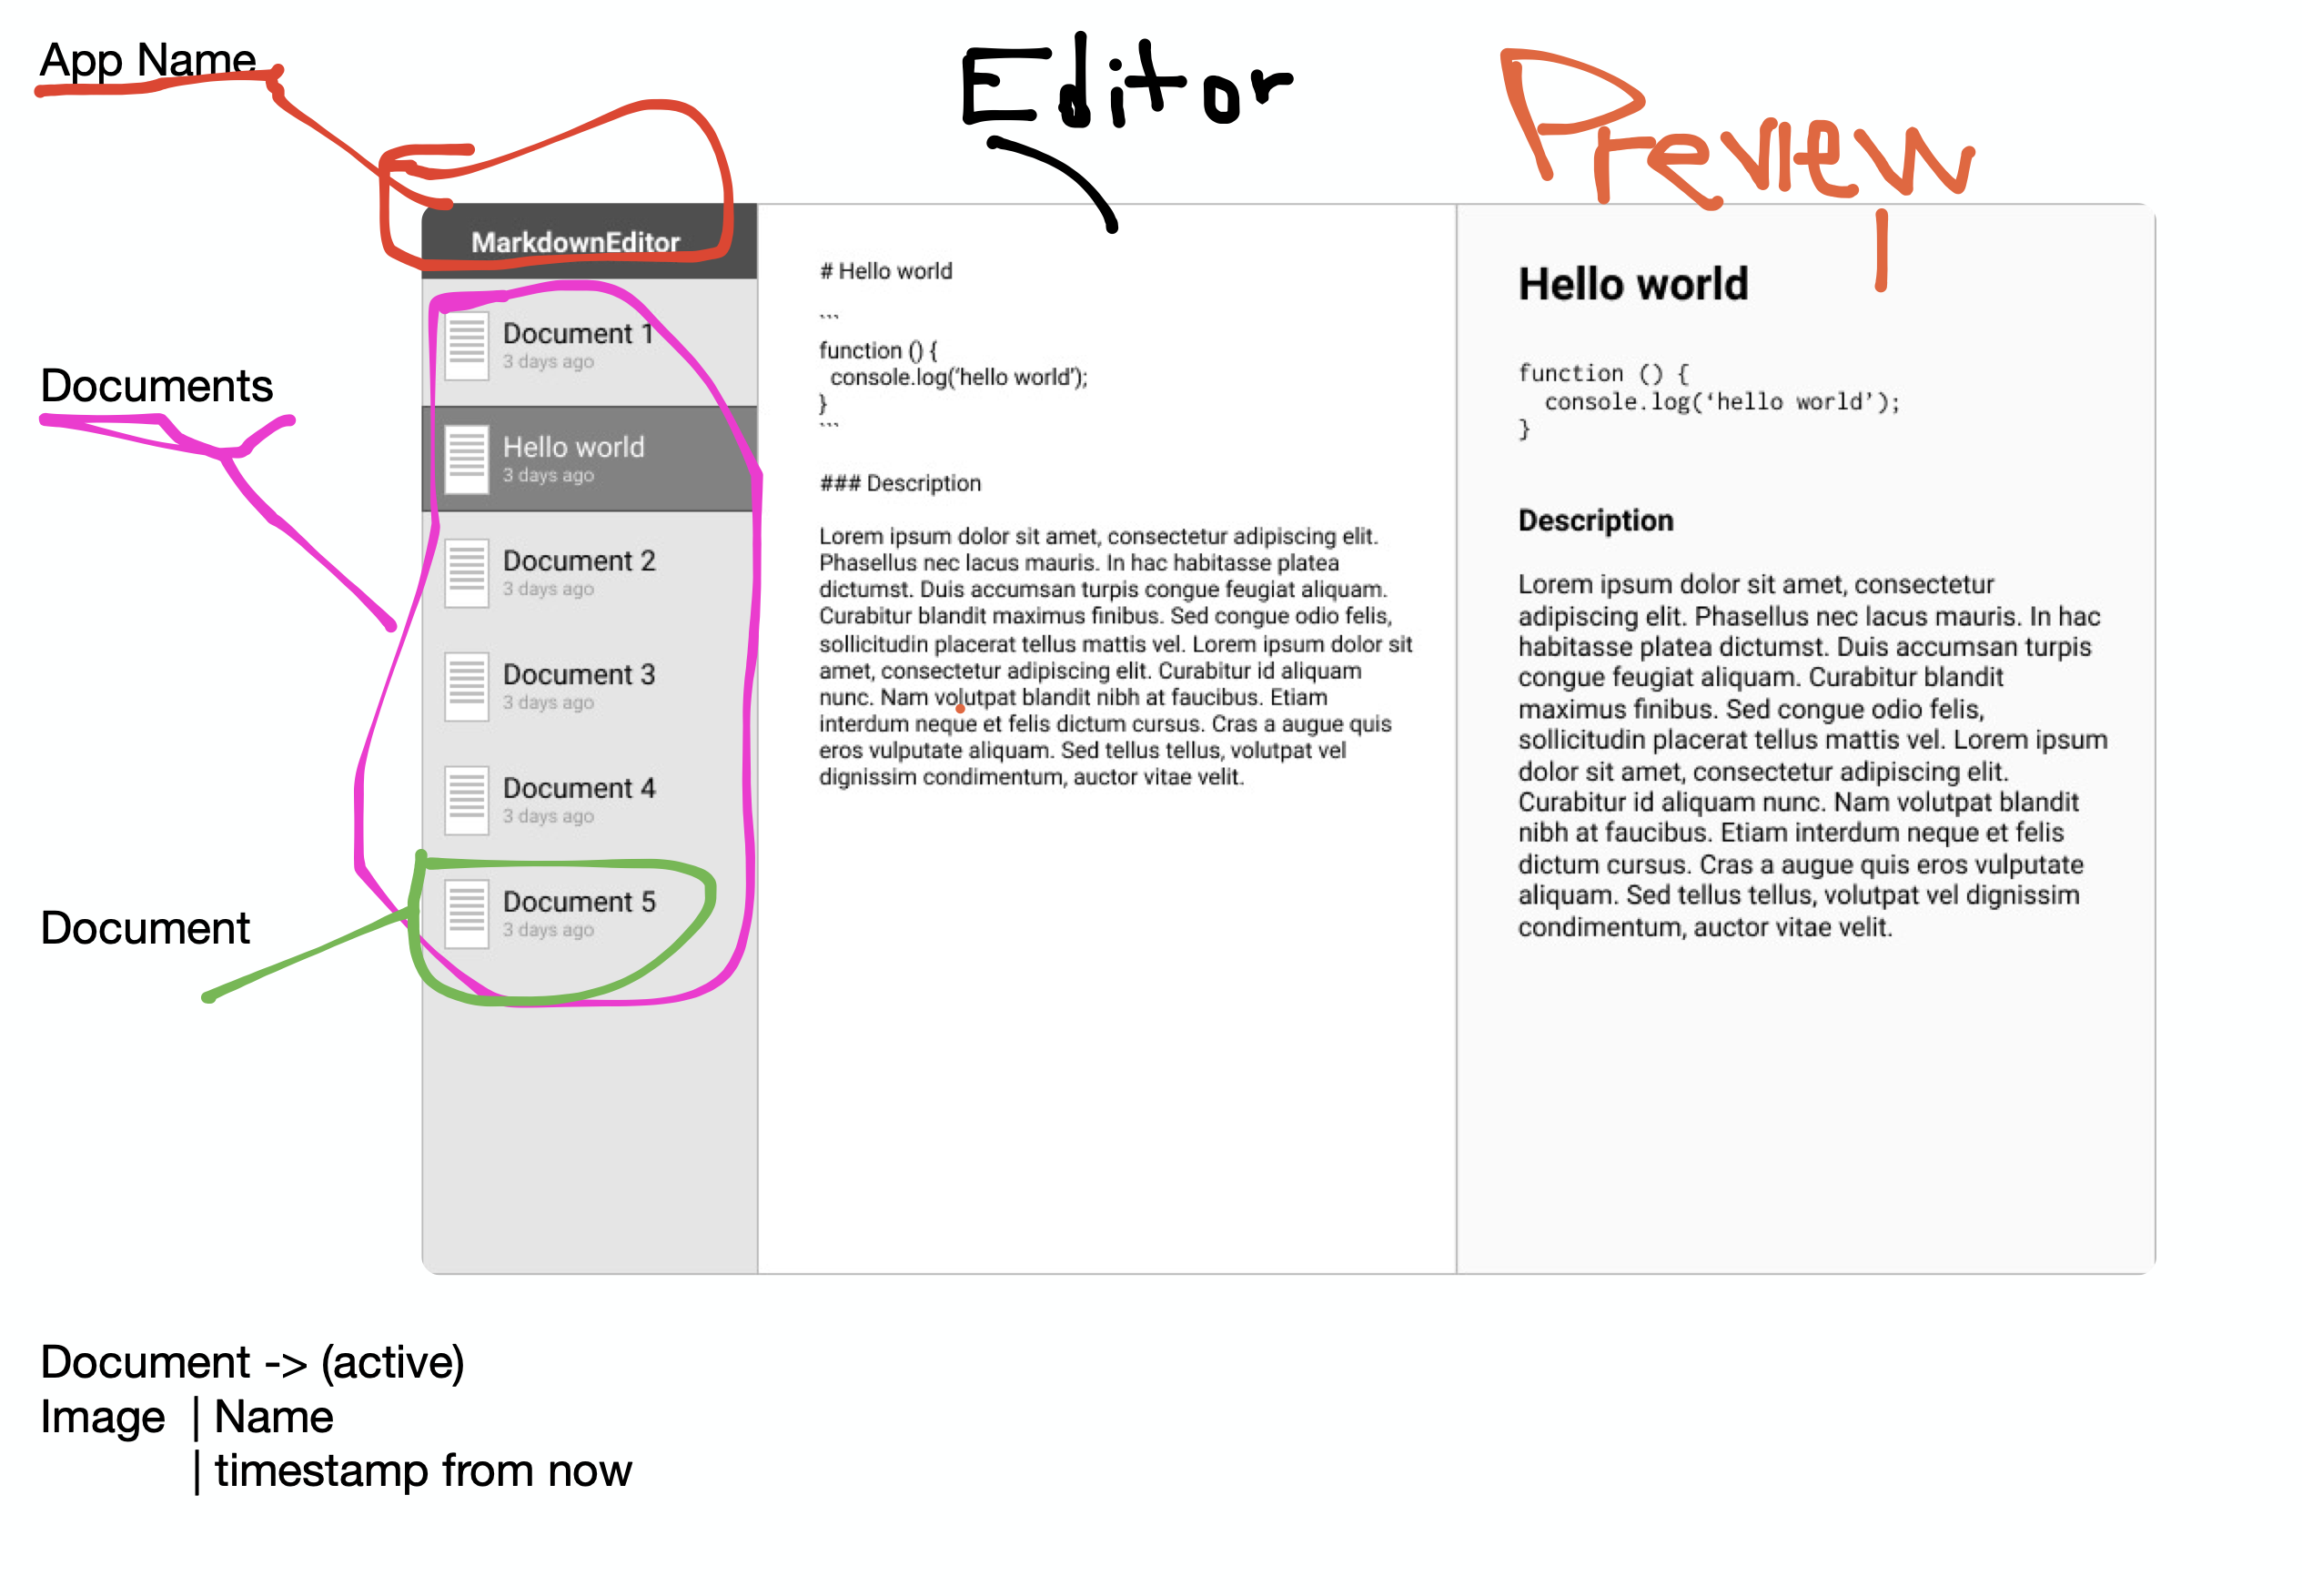 App Name
Editor
Preview
MarkdownEditor
Documents
Document
Document 1
3 days ago
Hello world
3 days ago
Document 2
3 days ago
Document 3
3 days ago
Document 4
3 days ago
Document 5
3 days ago
# Hello world
```
function () {
console.log(‘hello world’);
}
```
### Description
Lorem ipsum dolor sit amet, consectetur adipiscing elit.
Phasellus nec lacus mauris. In hac habitasse platea
dictumst. Duis accumsan turpis congue feugiat aliquam.
Curabitur blandit maximus finibus. Sed congue odio felis,
sollicitudin placerat tellus mattis vel. Lorem ipsum dolor sit
amet, consectetur adipiscing elit. Curabitur id aliquam
nunc. Nam volutpat blandit nibh at faucibus. Etiam
interdum neque et felis dictum cursus. Cras a augue quis
eros vulputate aliquam. Sed tellus tellus, volutpat vel
dignissim condimentum, auctor vitae velit.
Hello world
function () {
console.log(‘hello world’);
}
Description
Lorem ipsum dolor sit amet, consectetur
adipiscing elit. Phasellus nec lacus mauris. In hac
habitasse platea dictumst. Duis accumsan turpis
congue feugiat aliquam. Curabitur blandit
maximus finibus. Sed congue odio felis,
sollicitudin placerat tellus mattis vel. Lorem ipsum
dolor sit amet, consectetur adipiscing elit.
Curabitur id aliquam nunc. Nam volutpat blandit
nibh at faucibus. Etiam interdum neque et felis
dictum cursus. Cras a augue quis eros vulputate
aliquam. Sed tellus tellus, volutpat vel dignissim
condimentum, auctor vitae velit.
Document -> (active)
Image | Name
| timestamp from now